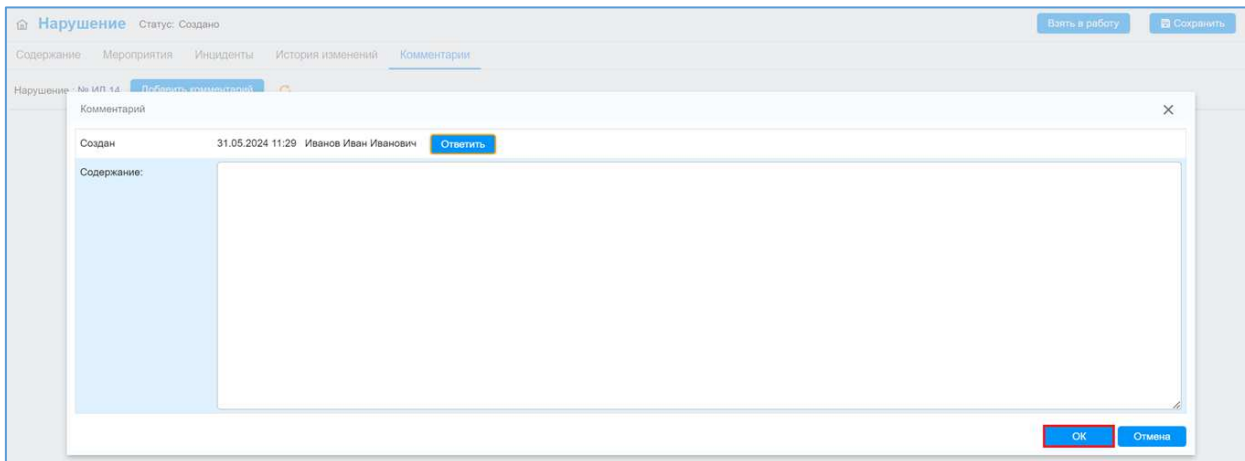 Нарушение Статус: Создано Взять в работу Сохранить
Содержание Мероприятия Инциденты История изменений Комментарии
Нарушение : № ИЛ 14 Добавить комментарий
Комментарий
Создан 31.05.2024 11:29 Иванов Иван Иванович Ответить
Содержание:
ОК Отмена